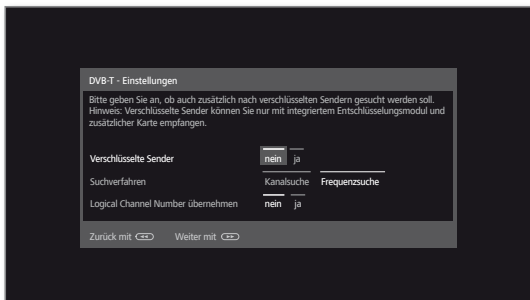 DVB-T - Einstellungen
Bitte geben Sie an, ob auch zusätzlich nach verschlüsselten Sendern gesucht werden soll.
Hinweis: Verschlüsselte Sender können Sie nur mit integriertem Entschlüsselungsmodul und
zusätzlicher Karte empfangen.
Verschlüsselte Sender nein ja
Suchverfahren Kanalsuche Frequenzsuche
Logical Channel Number übernehmen nein ja
Zurück mit Weiter mit